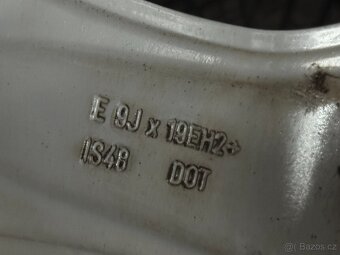 E 9J x 19EH2+
IS48 DOT
Bazos.cz